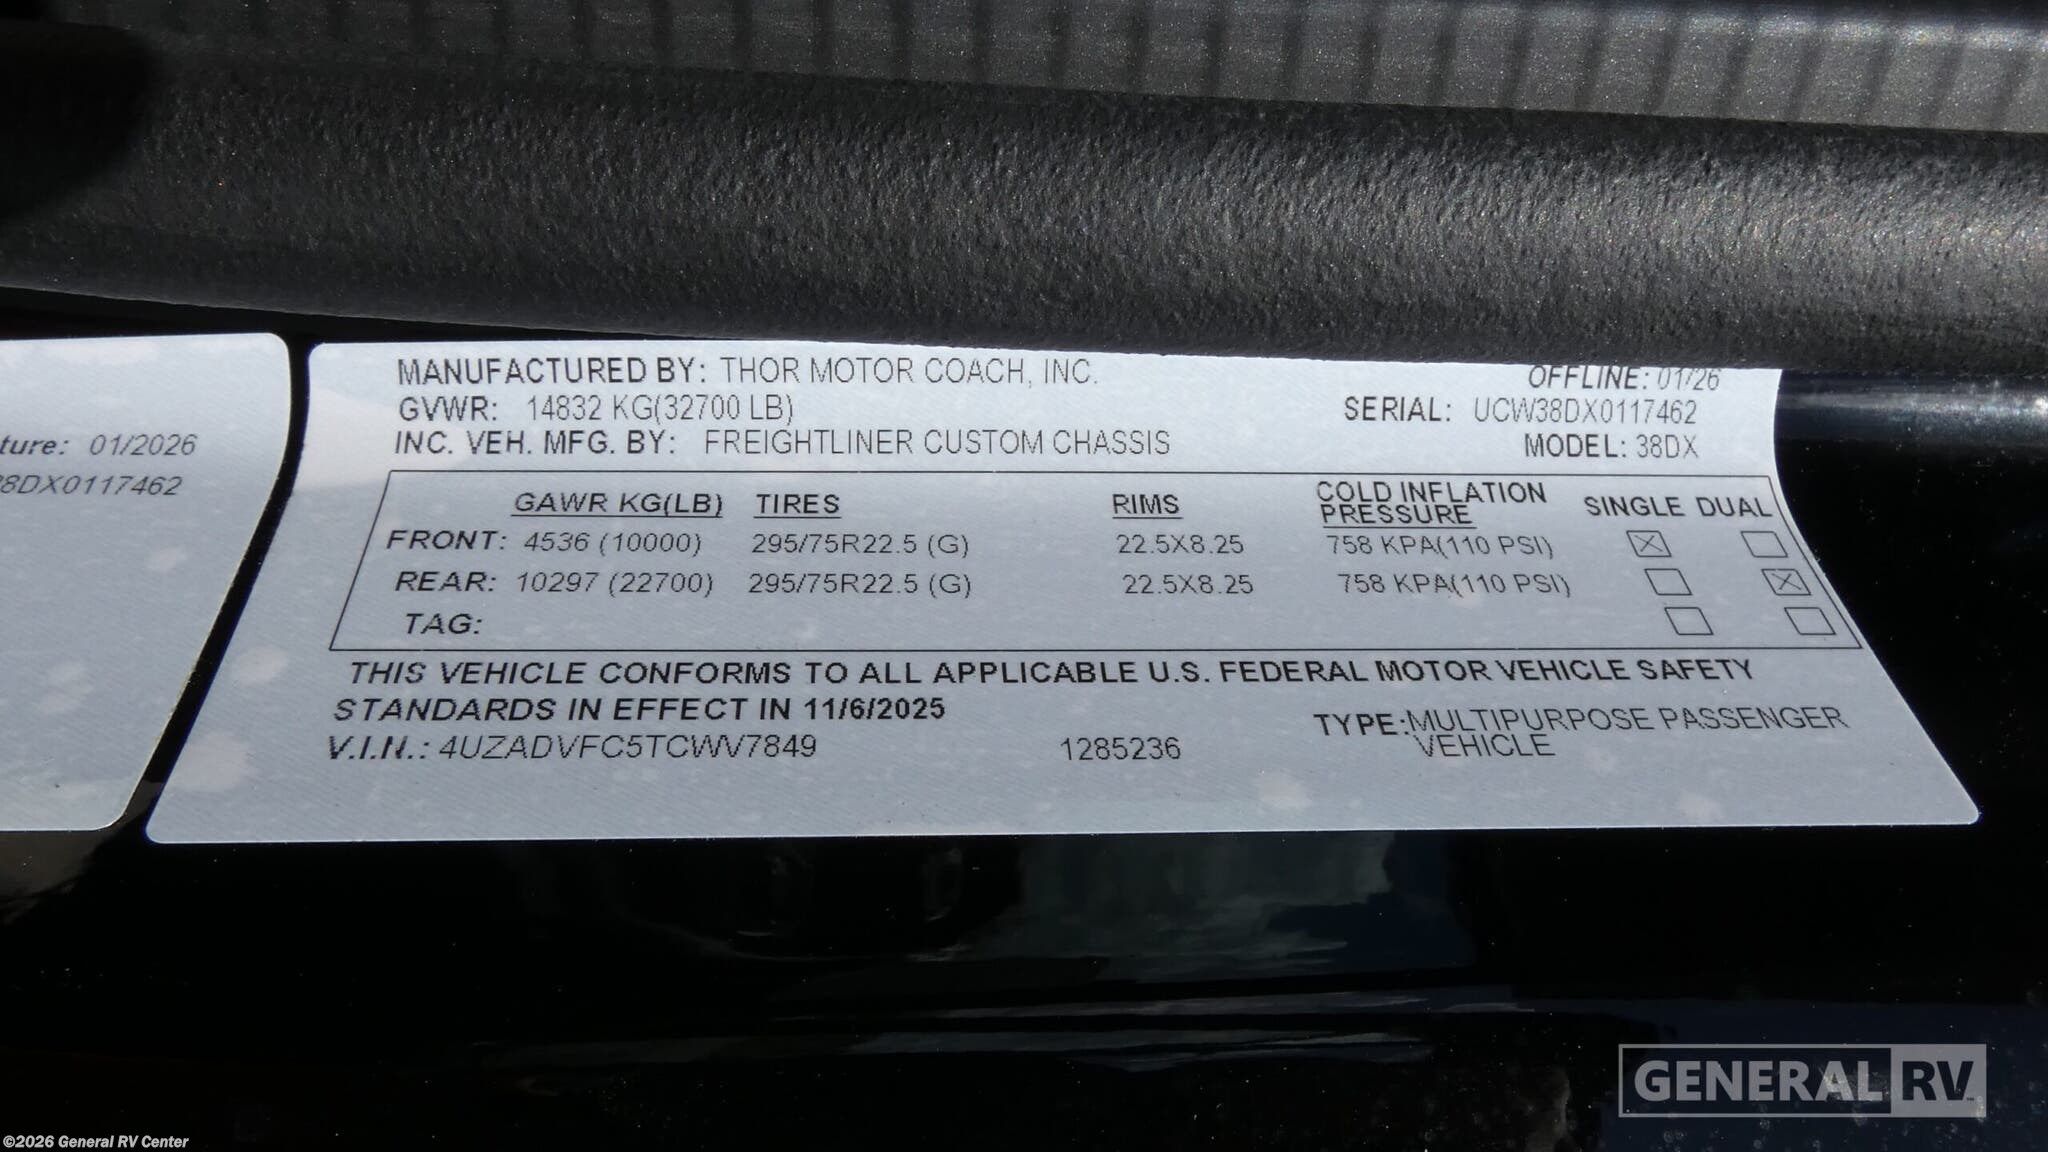 MANUFACTURED BY: THOR MOTOR COACH, INC.
OFFLINE: 01/26
GVWR: 14832 KG(32700 LB)
SERIAL: UCW38DX0117462
INC. VEH. MFG. BY: FREIGHTLINER CUSTOM CHASSIS
MODEL: 38DX
ture: 01/2026
38DX0117462
GAWR KG(LB) TIRES RIMS COLD INFLATION PRESSURE SINGLE DUAL
FRONT: 4536 (10000) 295/75R22.5 (G) 22.5X8.25 758 KPA(110 PSI)
REAR: 10297 (22700) 295/75R22.5 (G) 22.5X8.25 758 KPA(110 PSI)
TAG:
THIS VEHICLE CONFORMS TO ALL APPLICABLE U.S. FEDERAL MOTOR VEHICLE SAFETY
STANDARDS IN EFFECT IN 11/6/2025
TYPE: MULTIPURPOSE PASSENGER
VEHICLE
V.I.N.: 4UZADVFC5TCWV7849 1285236
GENERAL RV
©2026 General RV Center